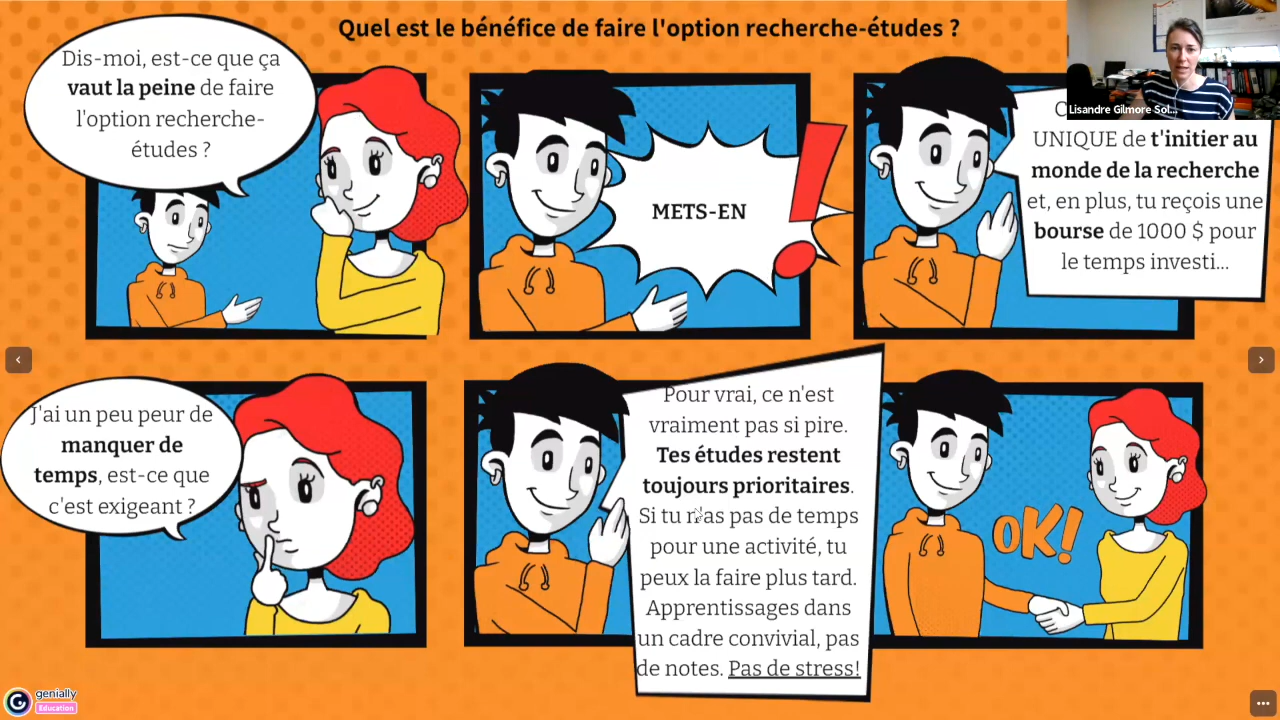 Quel est le bénéfice de faire l'option recherche-études ?
Dis-moi, est-ce que ça
vaut la peine de faire
l'option recherche-
études ?
METS-EN
Lisandre Gilmore Sol...
UNIQUE de t'initier au
monde de la recherche
et, en plus, tu reçois une
bourse de 1000 $ pour
le temps investi...
J'ai un peu peur de
manquer de
temps, est-ce que
c'est exigeant ?
Pour vrai, ce n'est
vraiment pas si pire.
Tes études restent
toujours prioritaires.
Si tu n'as pas de temps
pour une activité, tu
peux la faire plus tard.
Apprentissages dans
un cadre convivial, pas
de notes. Pas de stress!
OK!
genially
Education